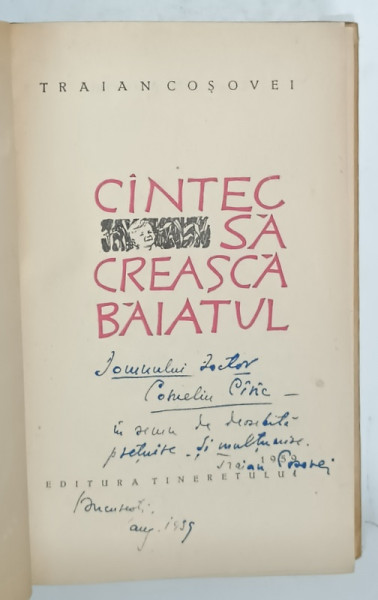 TRAIAN COȘOVEI
CÎNTEC
SĂ
CREASCĂ
BĂIATUL
Domnului Doctor
Corneliu
în semn de deosebită
prețuire și mulțumire.
Traian Coșovei
1959
EDITURA TINERETULUI
București,
aug. 1959